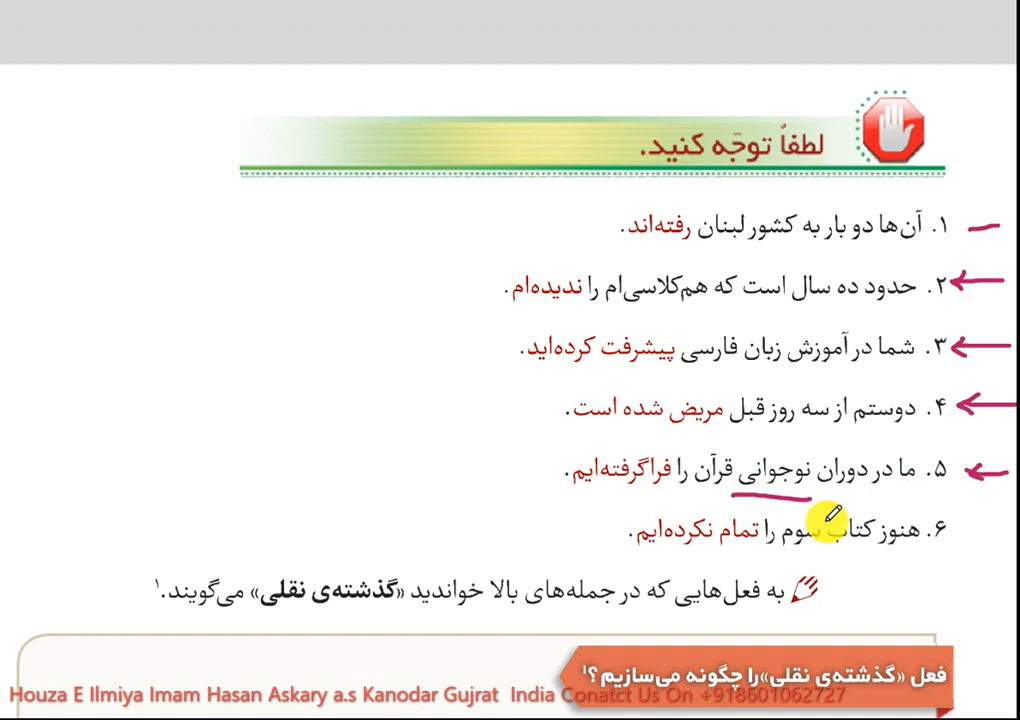 لطفاً توجّه کنید.
۱. آن‌ها دو بار به کشور لبنان رفته‌اند.
۲. حدود ده سال است که هم‌کلاسی‌ام را ندیده‌ام.
۳. شما در آموزش زبان فارسی پیشرفت کرده‌اید.
۴. دوستم از سه روز قبل مریض شده است.
۵. ما در دوران نوجوانی قرآن را فراگرفته‌ایم.
۶. هنوز کتاب سوم را تمام نکرده‌ایم.
به فعل‌هایی که در جمله‌های بالا خواندید «گذشته‌ی نقلی» می‌گویند.۱
فعل «گذشته‌ی نقلی» را چگونه می‌سازیم؟۱
Houza E Ilmiya Imam Hasan Askary a.s Kanodar Gujrat India Conatct Us On +918601062727